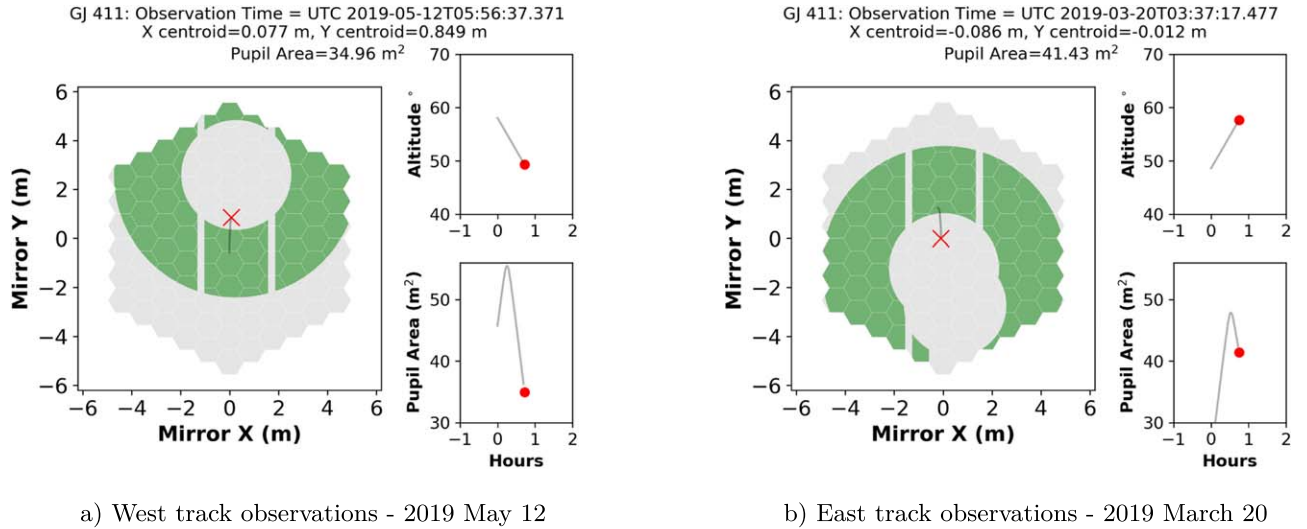 GJ 411: Observation Time = UTC 2019-05-12T05:56:37.371
X centroid=0.077 m, Y centroid=0.849 m
Pupil Area=34.96 m²
6
4
2
0
−2
−4
−6
Mirror Y (m)
−6 −4 −2 0 2 4 6
Mirror X (m)
70
60
50
40
Altitude °
−1 0 1 2
50
40
30
Pupil Area (m²)
−1 0 1 2
Hours
a) West track observations - 2019 May 12
GJ 411: Observation Time = UTC 2019-03-20T03:37:17.477
X centroid=-0.086 m, Y centroid=-0.012 m
Pupil Area=41.43 m²
6
4
2
0
−2
−4
−6
Mirror Y (m)
−6 −4 −2 0 2 4 6
Mirror X (m)
70
60
50
40
Altitude °
−1 0 1 2
50
40
30
Pupil Area (m²)
−1 0 1 2
Hours
b) East track observations - 2019 March 20